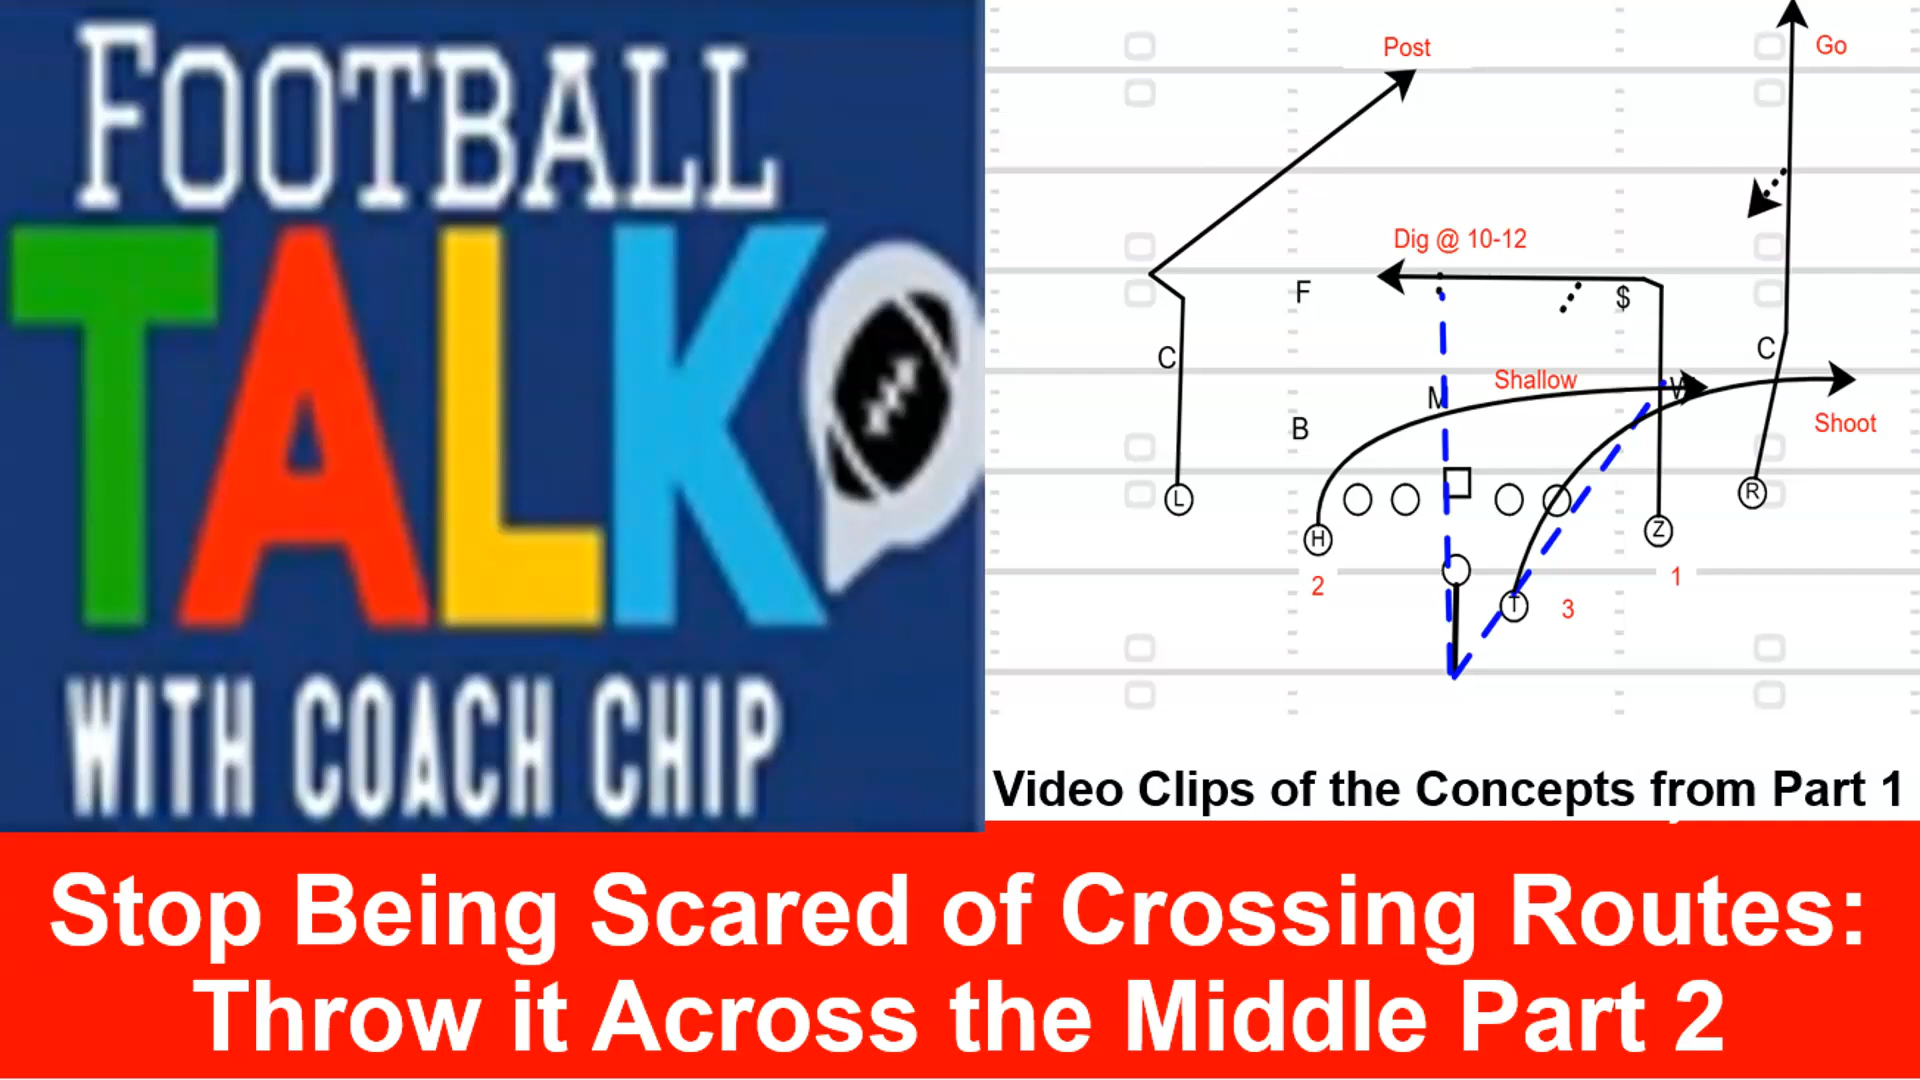 FOOTBALL
TALK
WITH COACH CHIP
Post
Go
Dig @ 10-12
F
$
C
C
Shallow
W
M
B
Shoot
L
R
H
Z
2
1
T
3
Video Clips of the Concepts from Part 1
Stop Being Scared of Crossing Routes:
Throw it Across the Middle Part 2